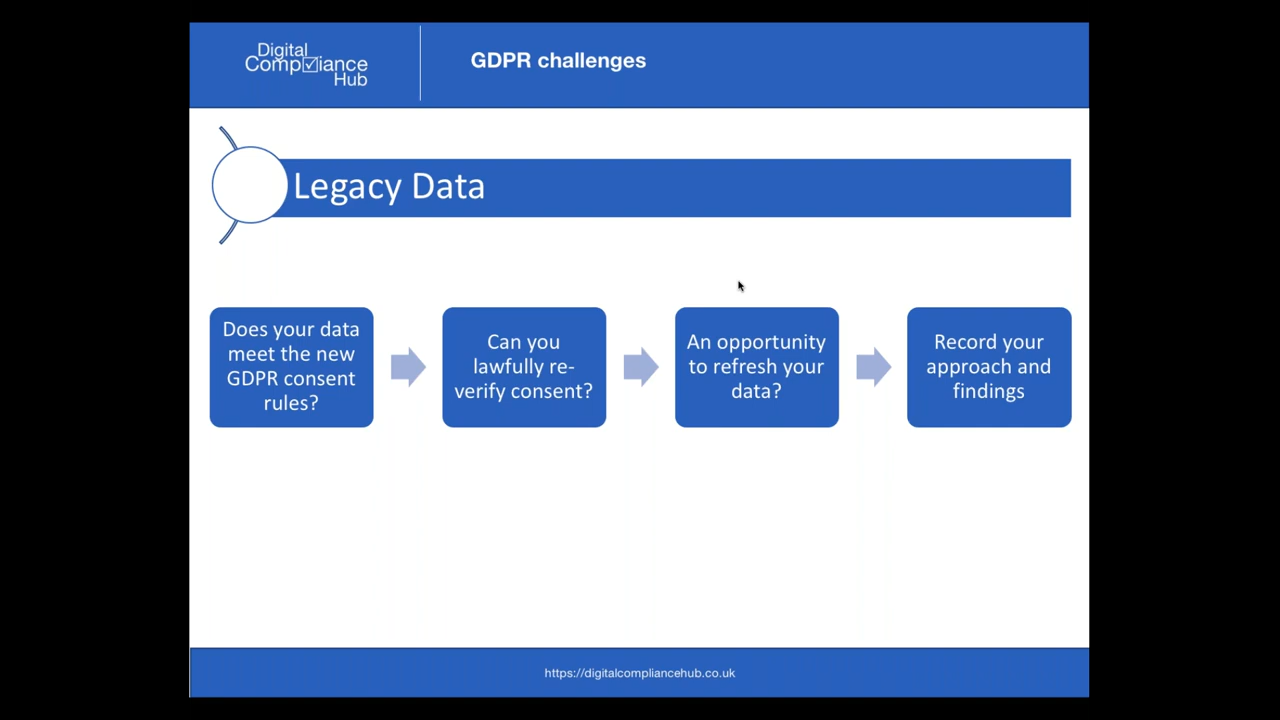 Digital
Compliance
Hub
GDPR challenges
Legacy Data
Does your data
meet the new
GDPR consent
rules?
Can you
lawfully re-
verify consent?
An opportunity
to refresh your
data?
Record your
approach and
findings
https://digitalcompliancehub.co.uk